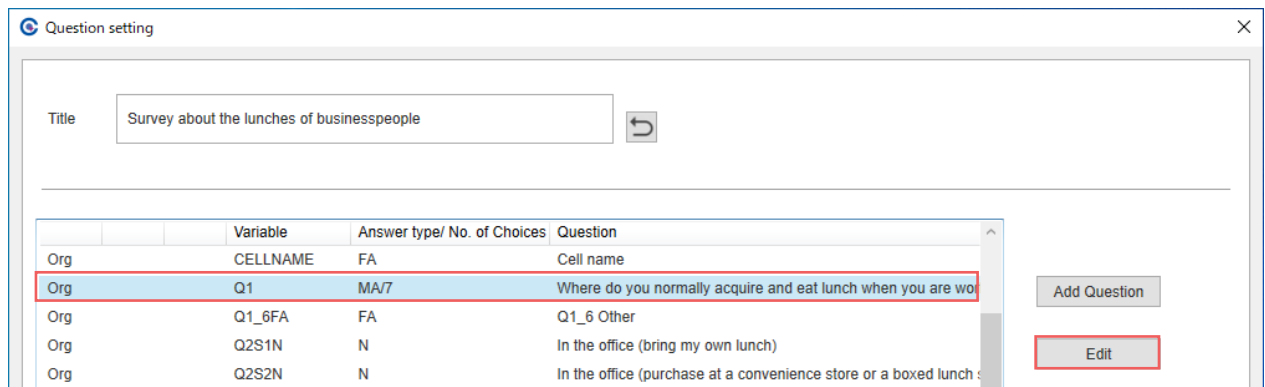 Question setting
Title Survey about the lunches of businesspeople
Variable Answer type/ No. of Choices Question
Org CELLNAME FA Cell name
Org Q1 MA/7 Where do you normally acquire and eat lunch when you are
Add Question
Org Q1_6FA FA Q1_6 Other
Org Q2S1N N In the office (bring my own lunch)
Edit
Org Q2S2N N In the office (purchase at a convenience store or a boxed lunch